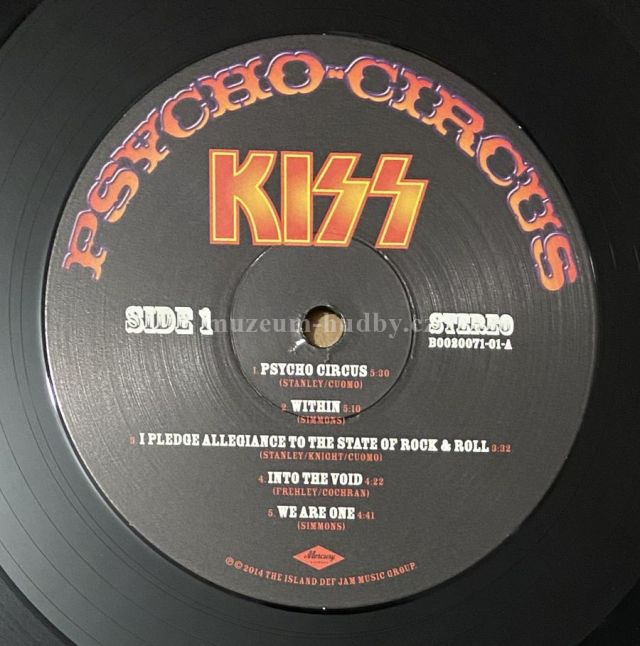 PSYCHO-CIRCUS
KISS
SIDE 1
muzeum-hudby.cz
STEREO
B0020071-01-A
1. PSYCHO CIRCUS 5:30
(STANLEY/CUOMO)
2. WITHIN 5:10
(SIMMONS)
3. I PLEDGE ALLEGIANCE TO THE STATE OF ROCK & ROLL 3:32
(STANLEY/KNIGHT/CUOMO)
4. INTO THE VOID 4:22
(FREHLEY/COCHRAN)
5. WE ARE ONE 4:41
(SIMMONS)
Mercury
℗ © 2014 THE ISLAND DEF JAM MUSIC GROUP.